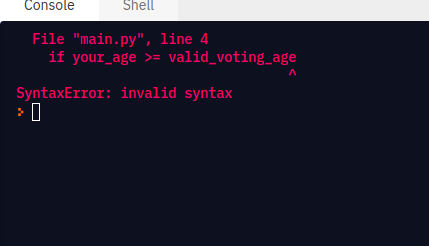 Console Shell
File "main.py", line 4
if your_age >= valid_voting_age
^
SyntaxError: invalid syntax
>